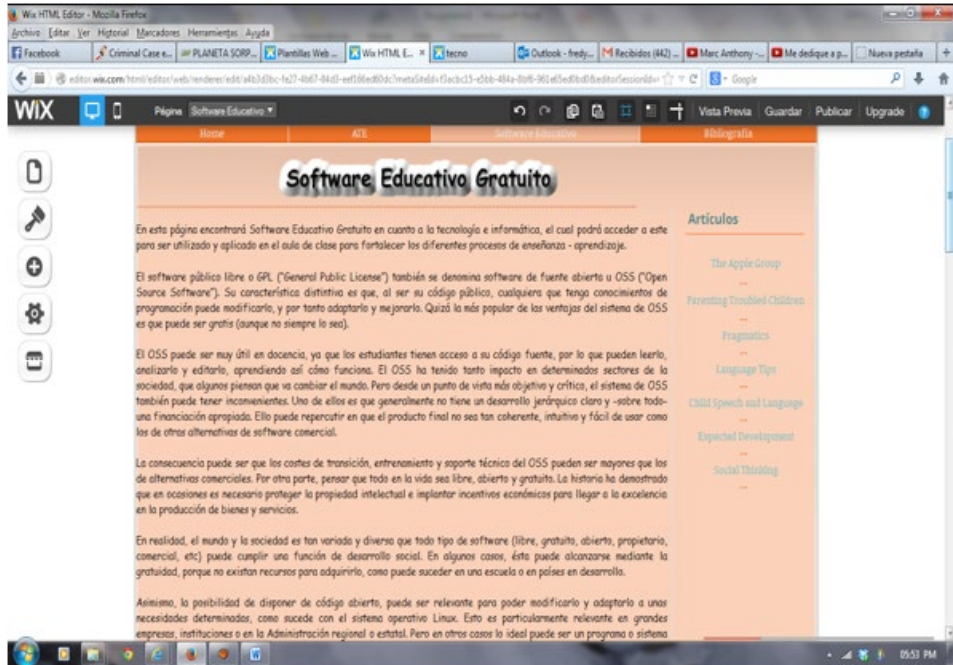 Wix HTML Editor - Mozilla Firefox
Archivo Editar Ver Historial Marcadores Herramientas Ayuda
Facebook Criminal Case e... PLANETA SORP... Plantillas Web ... Wix HTML E... × tecno Outlook - fredy,... Recibidos (442) ... Marc Anthony -... Me dedique a p... Nueva pestaña +
Google
WIX Página Software Educativo Vista Previa Guardar Publicar Upgrade ?
Home ATE Software Educativo Bibliografia
Software Educativo Gratuito
Artículos
En esta página encontrará Software Educativo Gratuito en cuanto a la tecnología e informática, el cual podrá acceder a este
para ser utilizado y aplicado en el aula de clase para fortalecer los diferentes procesos de enseñanza - aprendizaje.
El software público libre o GPL ("General Public License") también se denomina software de fuente abierta u OSS ("Open
Source Software"). Su característica distintiva es que, al ser su código público, cualquiera que tenga conocimientos de
programación puede modificarlo, y por tanto adaptarlo y mejorarlo. Quizá la más popular de las ventajas del sistema de OSS
es que puede ser gratis (aunque no siempre lo sea).
El OSS puede ser muy útil en docencia, ya que los estudiantes tienen acceso a su código fuente, por lo que pueden leerlo,
analizarlo y editarlo, aprendiendo así cómo funciona. El OSS ha tenido tanto impacto en determinados sectores de la
sociedad, que algunos piensan que va cambiar el mundo. Pero desde un punto de vista más objetivo y crítico, el sistema de OSS
también puede tener inconvenientes. Uno de ellos es que generalmente no tiene un desarrollo jerárquico claro y -sobre todo-
una financiación apropiada. Ello puede repercutir en que el producto final no sea tan coherente, intuitivo y fácil de usar como
los de otras alternativas de software comercial.
La consecuencia puede ser que los costes de transición, entrenamiento y soporte técnico del OSS pueden ser mayores que los
de alternativas comerciales. Por otra parte, pensar que todo en la vida sea libre, abierto y gratuito. La historia ha demostrado
que en ocasiones es necesario proteger la propiedad intelectual e implantar incentivos económicos para llegar a la excelencia
en la producción de bienes y servicios.
En realidad, el mundo y la sociedad es tan variada y diversa que todo tipo de software (libre, gratuito, abierto, propietario,
comercial, etc) puede cumplir una función de desarrollo social. En algunos casos, ésta puede alcanzarse mediante la
gratuidad, porque no existan recursos para adquirirlo, como puede suceder en una escuela o en países en desarrollo.
Asimismo, la posibilidad de disponer de código abierto, puede ser relevante para poder modificarlo y adaptarlo a unas
necesidades determinadas, como sucede con el sistema operativo Linux. Esto es particularmente relevante en grandes
empresas, instituciones o en la Administración regional o estatal. Pero en otros casos lo ideal puede ser un programa o sistema
The Apple Group
...
Parenting Troubled Children
...
Pragmatics
...
Language Tips
...
Child Speech and Language
...
Expected Development
...
Social Thinking
...
05:53 PM